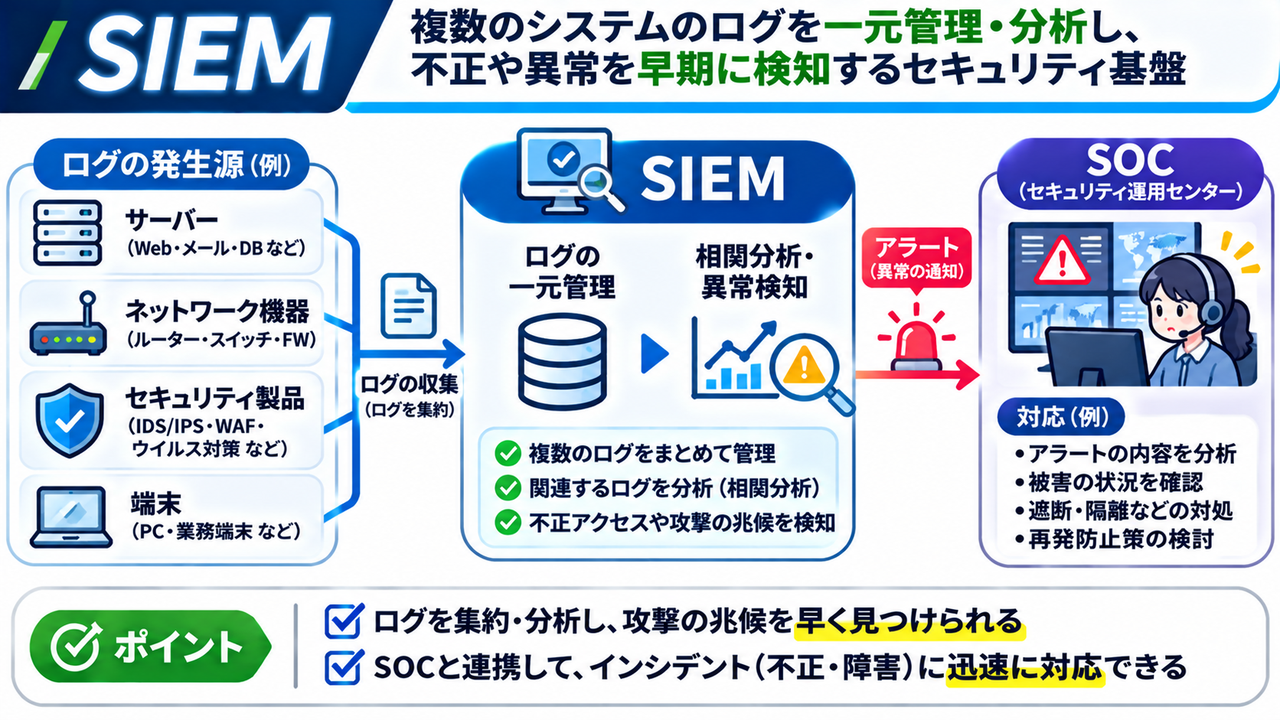 SIEM
複数のシステムのログを一元管理・分析し、
不正や異常を早期に検知するセキュリティ基盤
ログの発生源(例)
サーバー
(Web・メール・DB など)
ネットワーク機器
(ルーター・スイッチ・FW)
セキュリティ製品
(IDS/IPS・WAF・
ウイルス対策 など)
端末
(PC・業務端末 など)
ログの収集
(ログを集約)
SIEM
ログの
一元管理
相関分析・
異常検知
複数のログをまとめて管理
関連するログを分析(相関分析)
不正アクセスや攻撃の兆候を検知
アラート
(異常の通知)
SOC
(セキュリティ運用センター)
対応(例)
•アラートの内容を分析
•被害の状況を確認
•遮断・隔離などの対処
•再発防止策の検討
ポイント
ログを集約・分析し、攻撃の兆候を早く見つけられる
SOCと連携して、インシデント(不正・障害)に迅速に対応できる